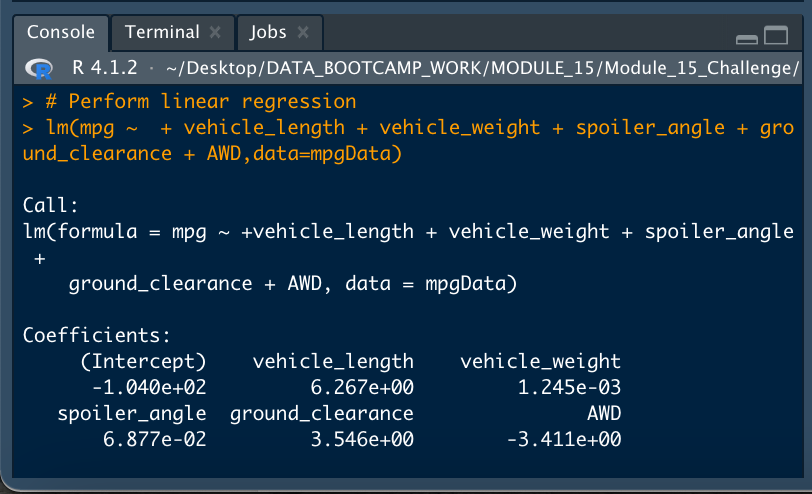 Console Terminal Jobs
R 4.1.2 · ~/Desktop/DATA_BOOTCAMP_WORK/MODULE_15/Module_15_Challenge/
> # Perform linear regression
> lm(mpg ~  + vehicle_length + vehicle_weight + spoiler_angle + gro
und_clearance + AWD,data=mpgData)
Call:
lm(formula = mpg ~ +vehicle_length + vehicle_weight + spoiler_angle
 +
    ground_clearance + AWD, data = mpgData)
Coefficients:
     (Intercept)    vehicle_length    vehicle_weight
      -1.040e+02         6.267e+00         1.245e-03
   spoiler_angle  ground_clearance               AWD
       6.877e-02         3.546e+00        -3.411e+00